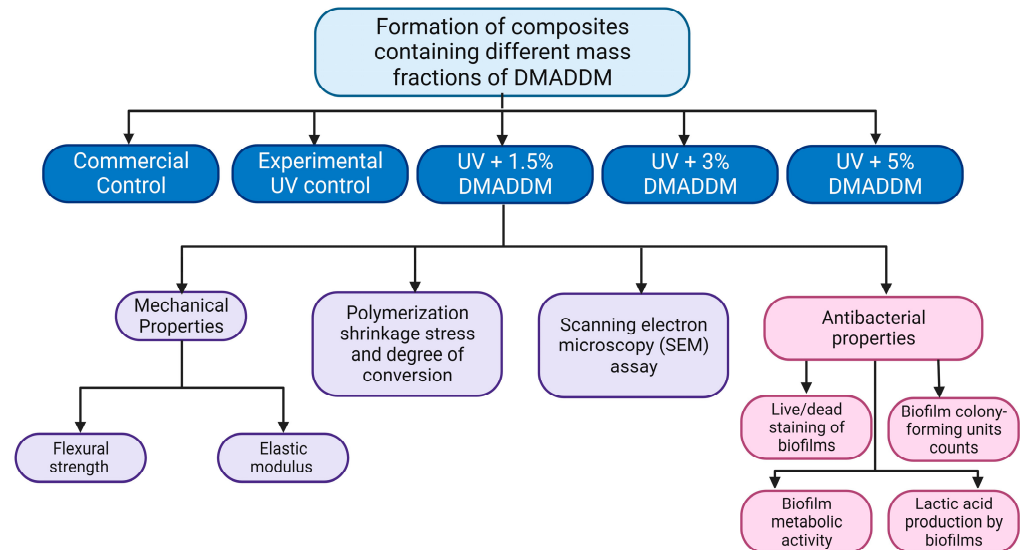 Formation of composites
containing different mass
fractions of DMADDM
Commercial
Control
Experimental
UV control
UV + 1.5%
DMADDM
UV + 3%
DMADDM
UV + 5%
DMADDM
Mechanical
Properties
Polymerization
shrinkage stress
and degree of
conversion
Scanning electron
microscopy (SEM)
assay
Antibacterial
properties
Flexural
strength
Elastic
modulus
Live/dead
staining of
biofilms
Biofilm colony-
forming units
counts
Biofilm
metabolic
activity
Lactic acid
production by
biofilms